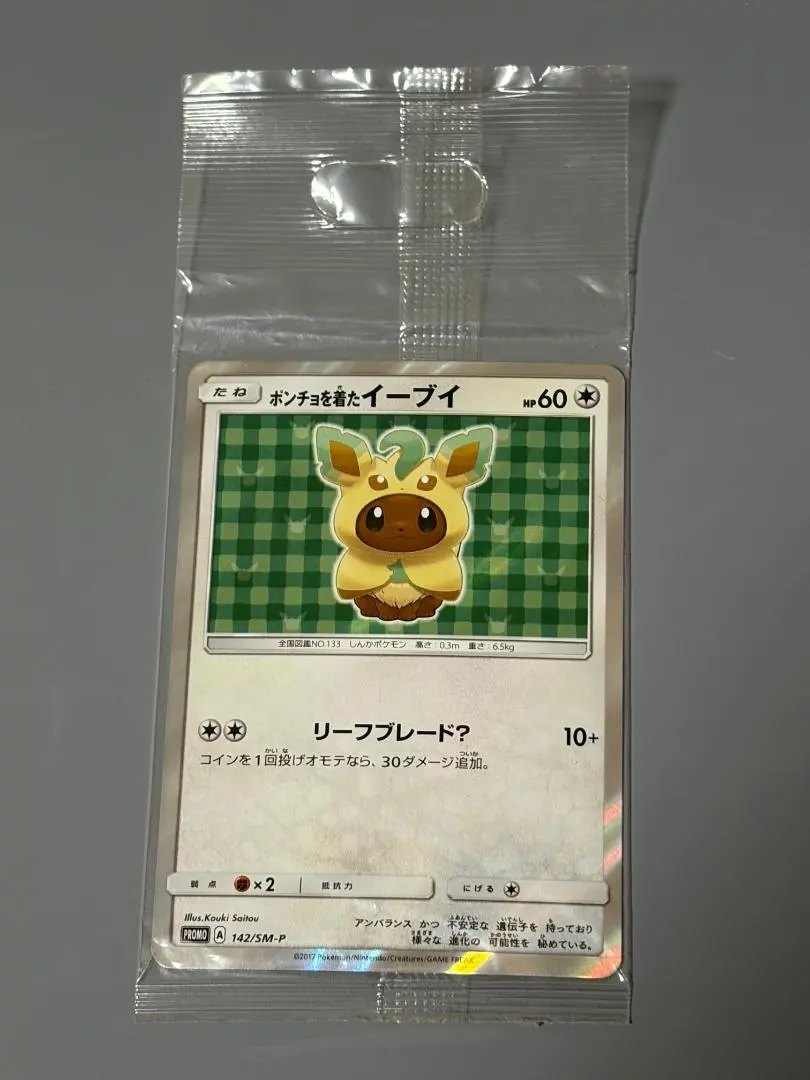 たね ポンチョを着たイーブイ HP60
全国図鑑NO.133 しんかポケモン 高さ:0.3m 重さ:6.5kg
リーフブレード? 10+
コインを1回投げオモテなら、30ダメージ追加。
弱点 ×2 抵抗力 にげる
Illus.Kouki Saitou
アンバランス かつ 不安定な 遺伝子を 持っており
様々な 進化の 可能性を 秘めている。
PROMO A 142/SM-P
©2017 Pokémon/Nintendo/Creatures/GAME FREAK